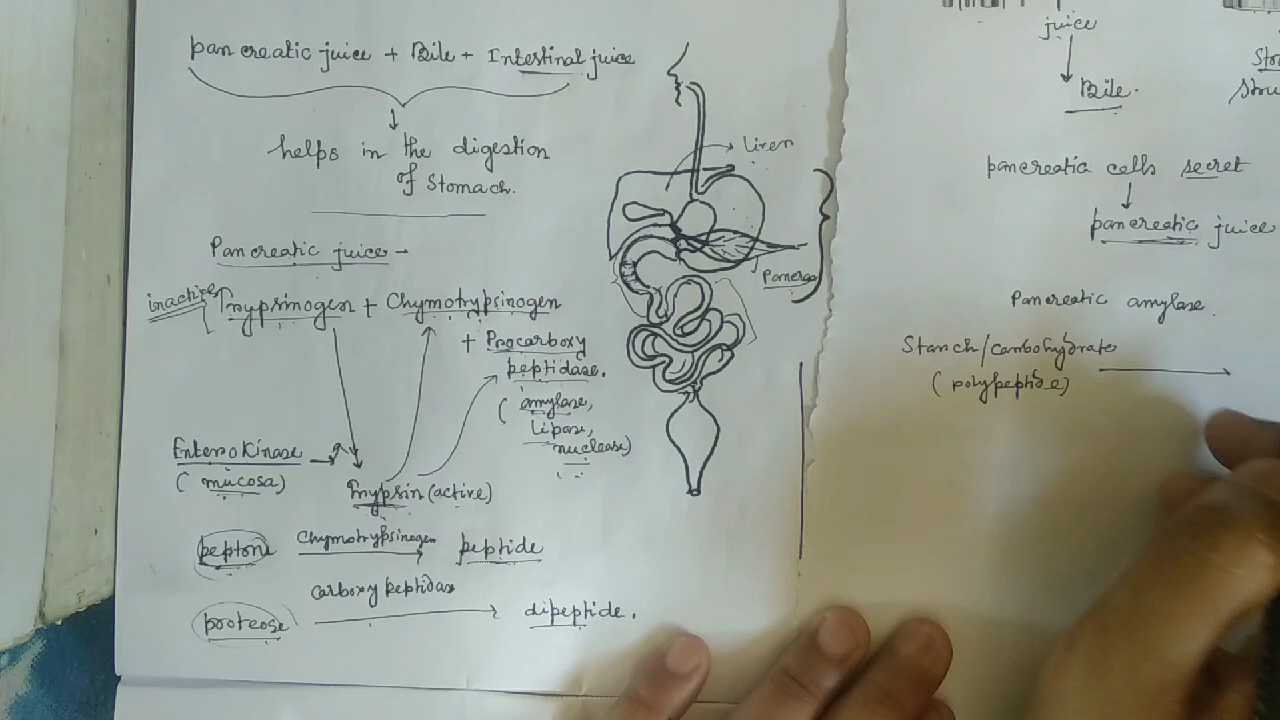 pancreatic juice + Bile + Intestinal juice
helps in the digestion
of Stomach.
Pancreatic juice -
inactive Trypsinogen + Chymotrypsinogen
+ Procarboxy
peptidase.
( amylase,
lipase,
nuclease)
Enterokinase
( mucosa)
Trypsin (active)
peptone Chymotrypsinogen peptide
carboxypeptidase
proteose dipeptide.
Liver
Pancreas
juice
Bile.
pancreatic cells secret
pancreatic juice
Pancreatic amylase.
Starch/carbohydrate
(polypeptide)